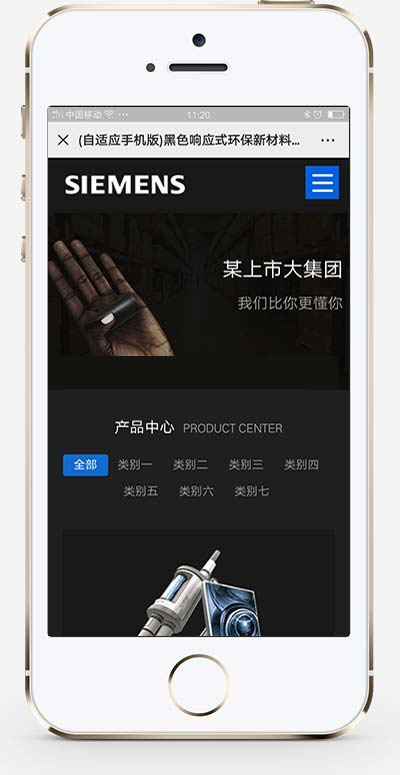 中国移动 ··· 11:20
× (自适应手机版)黑色响应式环保新材料... ···
SIEMENS
某上市大集团
我们比你更懂你
产品中心 PRODUCT CENTER
全部 类别一 类别二 类别三 类别四
类别五 类别六 类别七